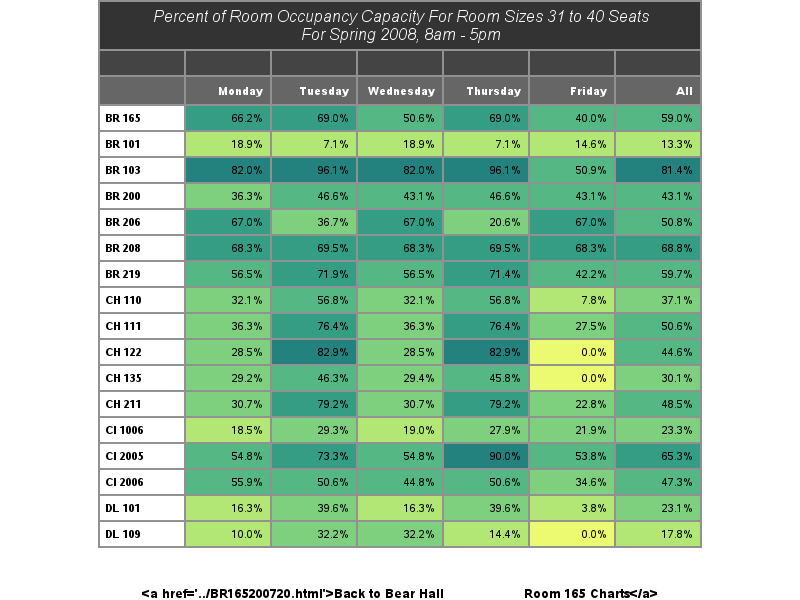 Percent of Room Occupancy Capacity For Room Sizes 31 to 40 Seats
For Spring 2008, 8am - 5pm
Monday Tuesday Wednesday Thursday Friday All
BR 165 66.2% 69.0% 50.6% 69.0% 40.0% 59.0%
BR 101 18.9% 7.1% 18.9% 7.1% 14.6% 13.3%
BR 103 82.0% 96.1% 82.0% 96.1% 50.9% 81.4%
BR 200 36.3% 46.6% 43.1% 46.6% 43.1% 43.1%
BR 206 67.0% 36.7% 67.0% 20.6% 67.0% 50.8%
BR 208 68.3% 69.5% 68.3% 69.5% 68.3% 68.8%
BR 219 56.5% 71.9% 56.5% 71.4% 42.2% 59.7%
CH 110 32.1% 56.8% 32.1% 56.8% 7.8% 37.1%
CH 111 36.3% 76.4% 36.3% 76.4% 27.5% 50.6%
CH 122 28.5% 82.9% 28.5% 82.9% 0.0% 44.6%
CH 135 29.2% 46.3% 29.4% 45.8% 0.0% 30.1%
CH 211 30.7% 79.2% 30.7% 79.2% 22.8% 48.5%
CI 1006 18.5% 29.3% 19.0% 27.9% 21.9% 23.3%
CI 2005 54.8% 73.3% 54.8% 90.0% 53.8% 65.3%
CI 2006 55.9% 50.6% 44.8% 50.6% 34.6% 47.3%
DL 101 16.3% 39.6% 16.3% 39.6% 3.8% 23.1%
DL 109 10.0% 32.2% 32.2% 14.4% 0.0% 17.8%
<a href='../BR165200720.html'>Back to Bear Hall Room 165 Charts</a>